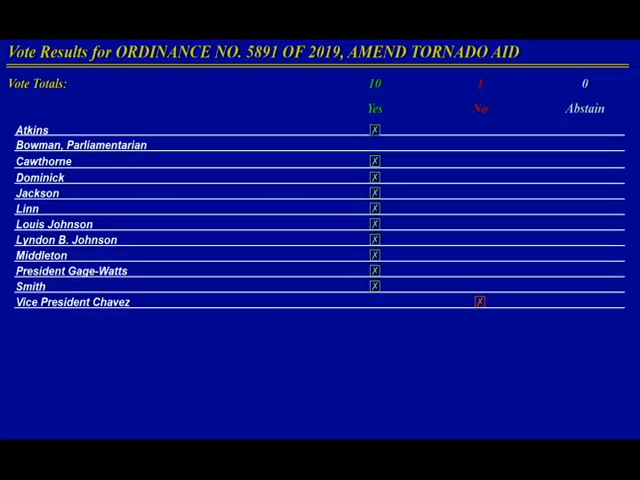 Vote Results for ORDINANCE NO. 5891 OF 2019, AMEND TORNADO AID
Vote Totals: 10 1 0
Yes No Abstain
Atkins
Bowman, Parliamentarian
Cawthorne
Dominick
Jackson
Linn
Louis Johnson
Lyndon B. Johnson
Middleton
President Gage-Watts
Smith
Vice President Chavez